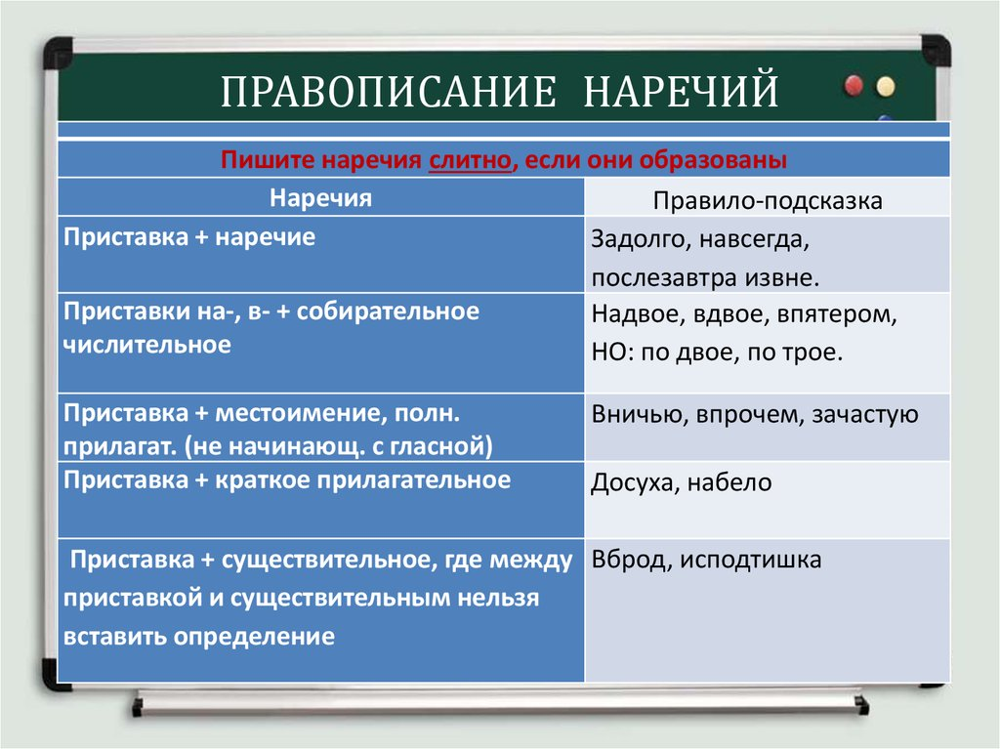 ПРАВОПИСАНИЕ НАРЕЧИЙ
Пишите наречия слитно, если они образованы
Наречия
Правило-подсказка
Приставка + наречие
Задолго, навсегда,
послезавтра извне.
Приставки на-, в- + собирательное
числительное
Надвое, вдвое, впятером,
НО: по двое, по трое.
Приставка + местоимение, полн.
прилагат. (не начинающ. с гласной)
Вничью, впрочем, зачастую
Приставка + краткое прилагательное
Досуха, набело
Приставка + существительное, где между
приставкой и существительным нельзя
вставить определение
Вброд, исподтишка